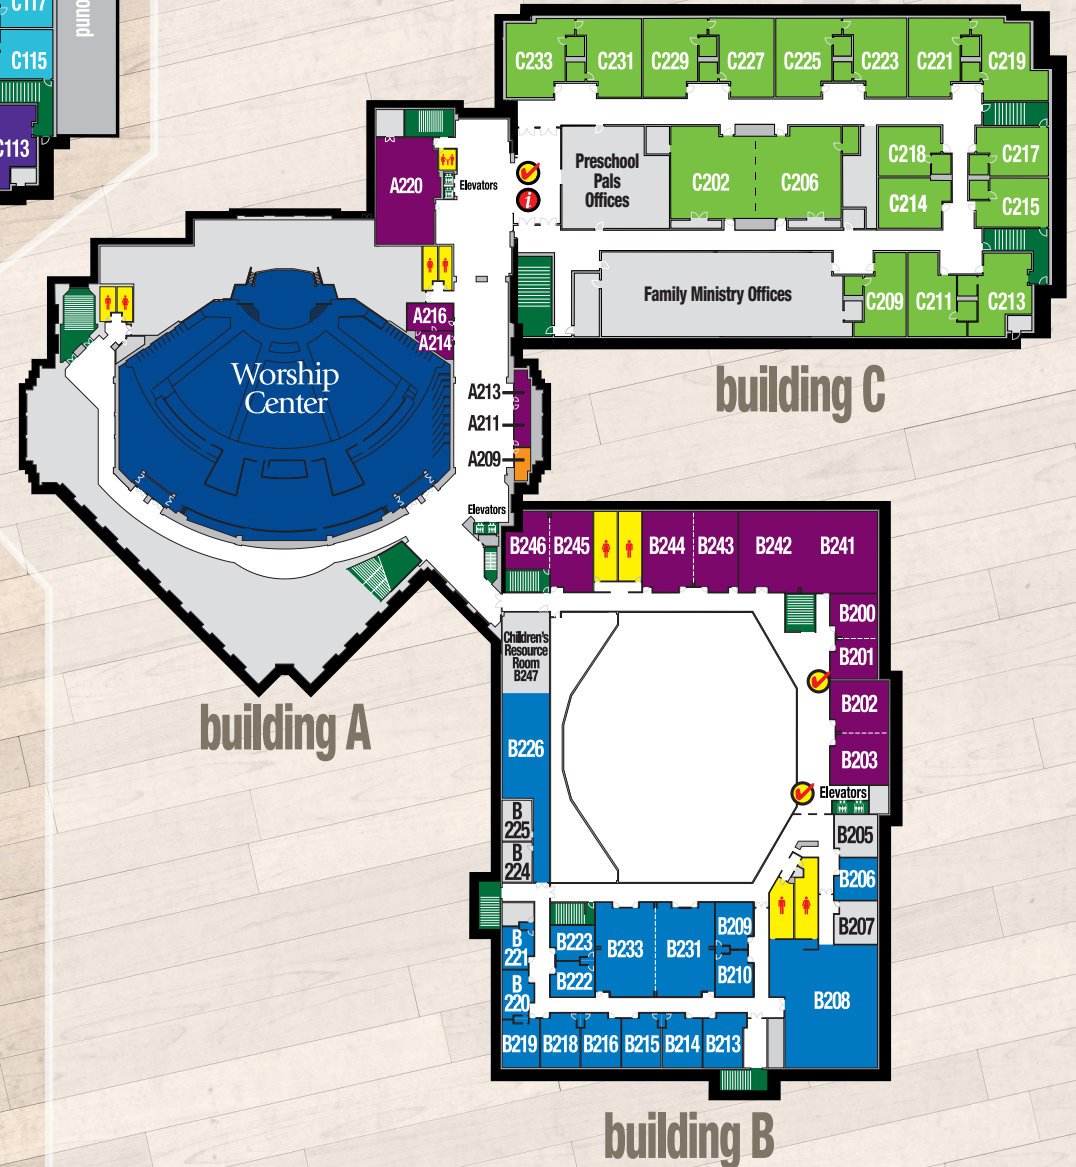 C117
C115
C113
C233
C231
C229
C227
C225
C223
C221
C219
Preschool
Pals
Offices
C202
C206
C218
C217
C214
C215
Family Ministry Offices
C209
C211
C213
building C
A220
Elevators
i
A216
A214
A213
A211
A209
Worship
Center
Elevators
building A
B246
B245
B244
B243
B242
B241
B200
B201
B202
B203
Elevators
Children's
Resource
Room
B247
B226
B
225
B
224
B205
B206
B207
B208
B
221
B
220
B223
B222
B233
B231
B209
B210
B219
B218
B216
B215
B214
B213
building B